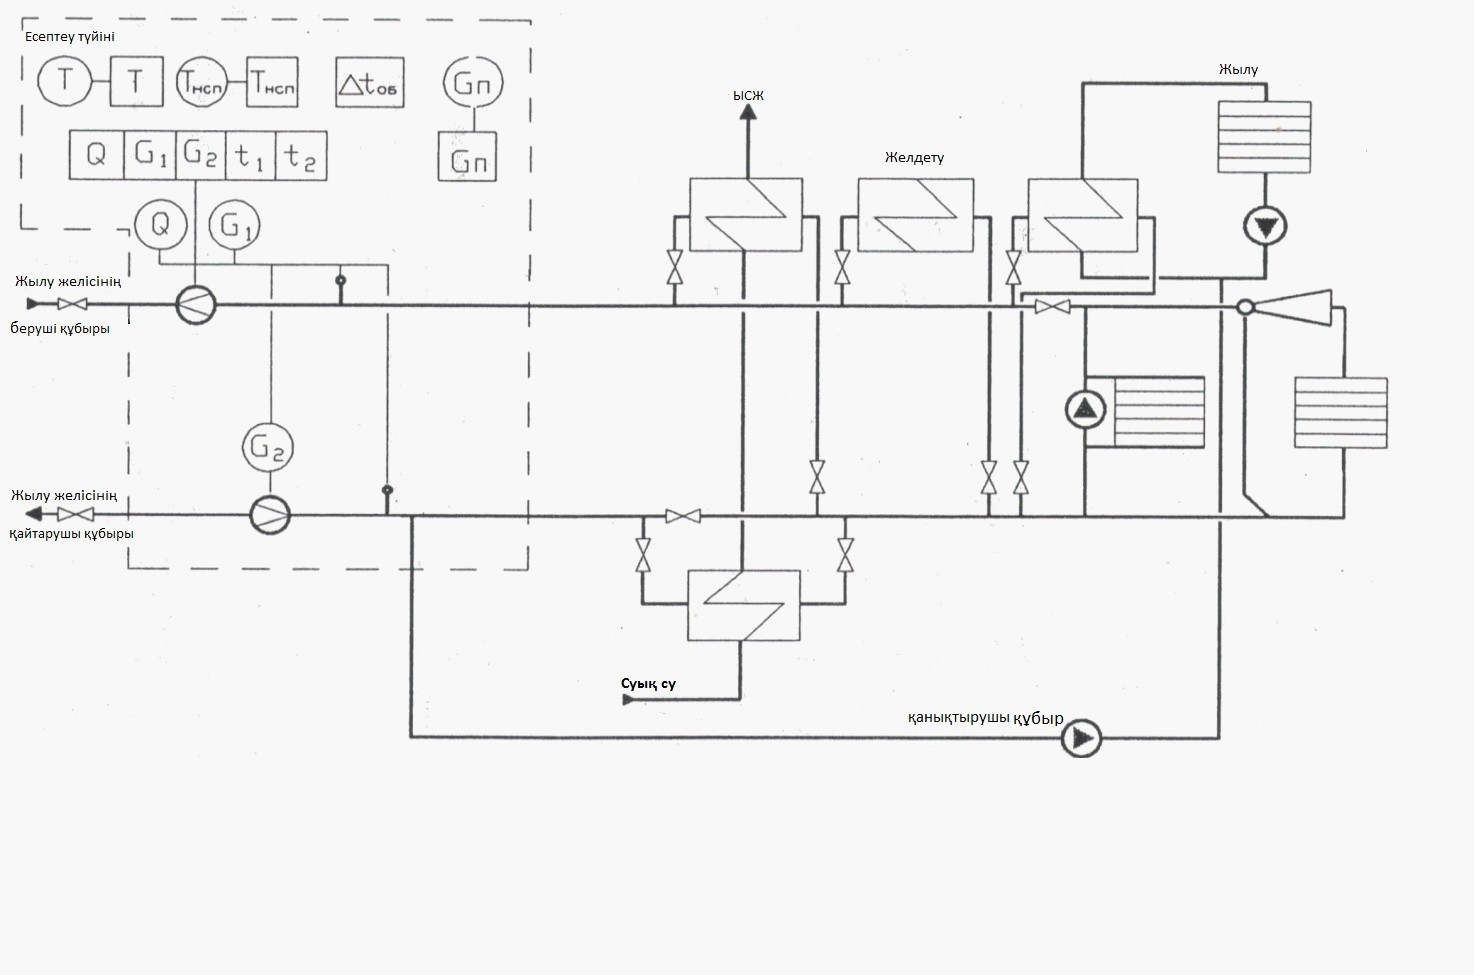 Есептеу түйіні
T
T
Tнсп
Tнсп
△tоб
Gп
Q
G1
G2
t1
t2
Gп
Q
G1
Жылу желісінің
беруші құбыры
G2
Жылу желісінің
қайтарушы құбыры
ЫСЖ
Желдету
Жылу
Суық су
қанықтырушы құбыр